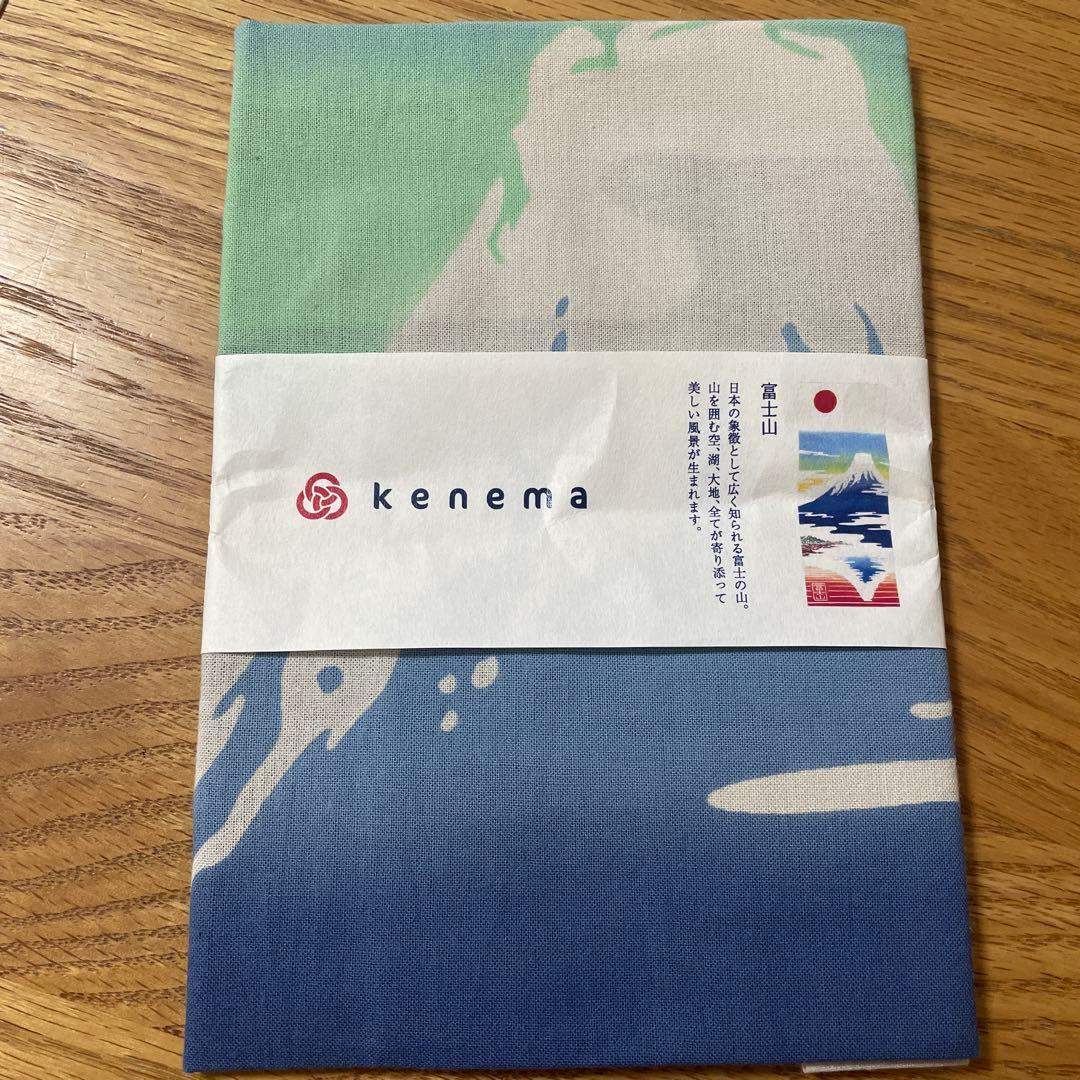 kenema
富士山
日本の象徴として広く知られる富士の山。
山を囲む空、湖、大地、全てが寄り添って
美しい風景が生まれます。